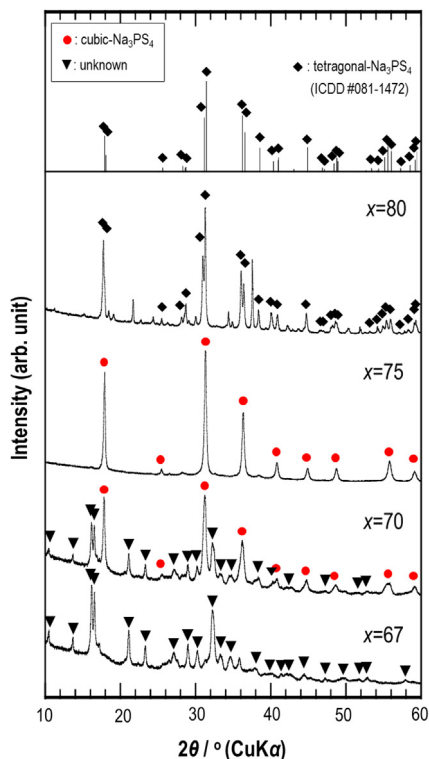 ●: cubic-Na₃PS₄
▼: unknown
◆: tetragonal-Na₃PS₄
(ICDD #081-1472)
x=80
x=75
x=70
x=67
Intensity (arb. unit)
10 20 30 40 50 60
2θ / ° (CuKα)